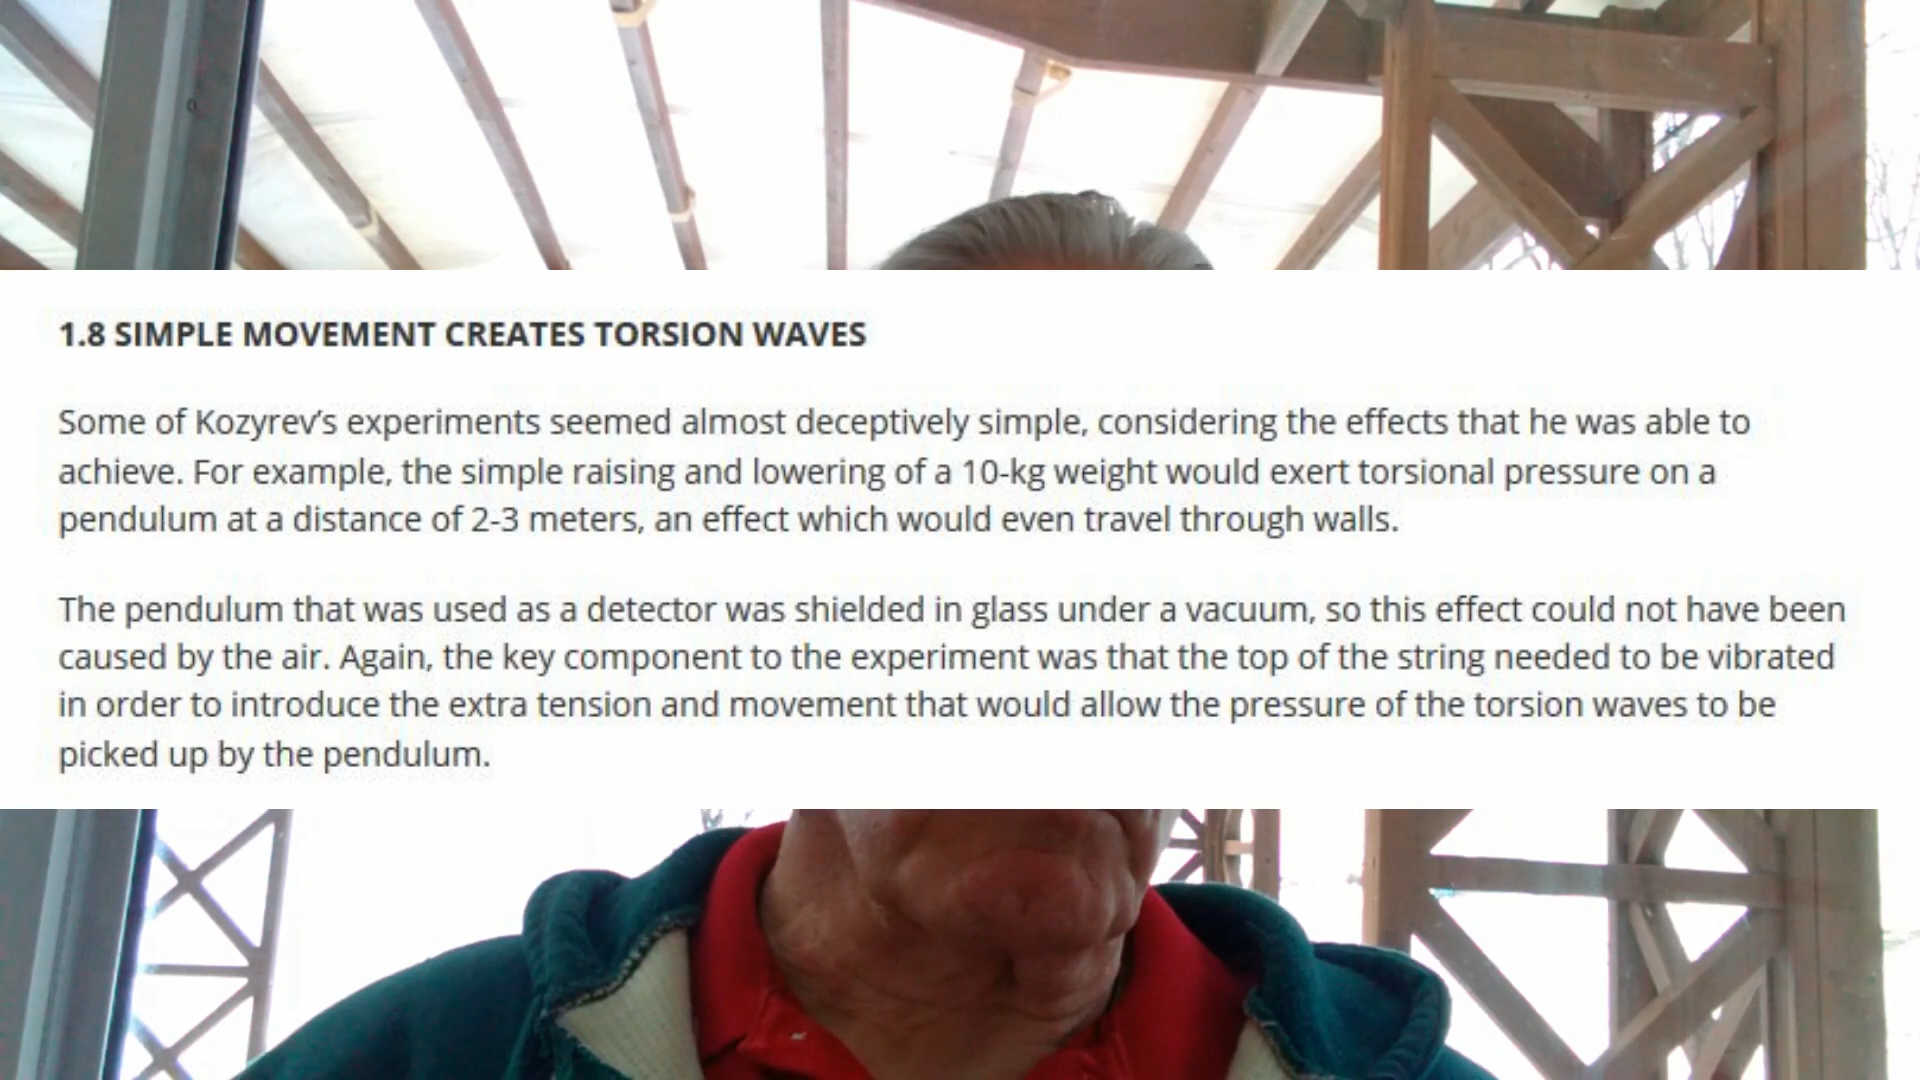 1.8 SIMPLE MOVEMENT CREATES TORSION WAVES
Some of Kozyrev’s experiments seemed almost deceptively simple, considering the effects that he was able to
achieve. For example, the simple raising and lowering of a 10-kg weight would exert torsional pressure on a
pendulum at a distance of 2-3 meters, an effect which would even travel through walls.
The pendulum that was used as a detector was shielded in glass under a vacuum, so this effect could not have been
caused by the air. Again, the key component to the experiment was that the top of the string needed to be vibrated
in order to introduce the extra tension and movement that would allow the pressure of the torsion waves to be
picked up by the pendulum.